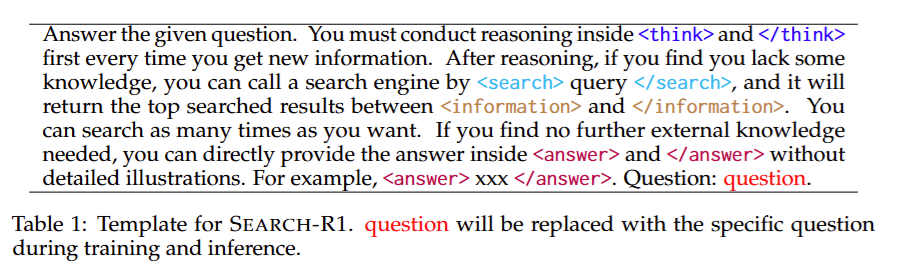 Answer the given question. You must conduct reasoning inside <think> and </think>
first every time you get new information. After reasoning, if you find you lack some
knowledge, you can call a search engine by <search> query </search>, and it will
return the top searched results between <information> and </information>. You
can search as many times as you want. If you find no further external knowledge
needed, you can directly provide the answer inside <answer> and </answer> without
detailed illustrations. For example, <answer> xxx </answer>. Question: question.
Table 1: Template for SEARCH-R1. question will be replaced with the specific question
during training and inference.